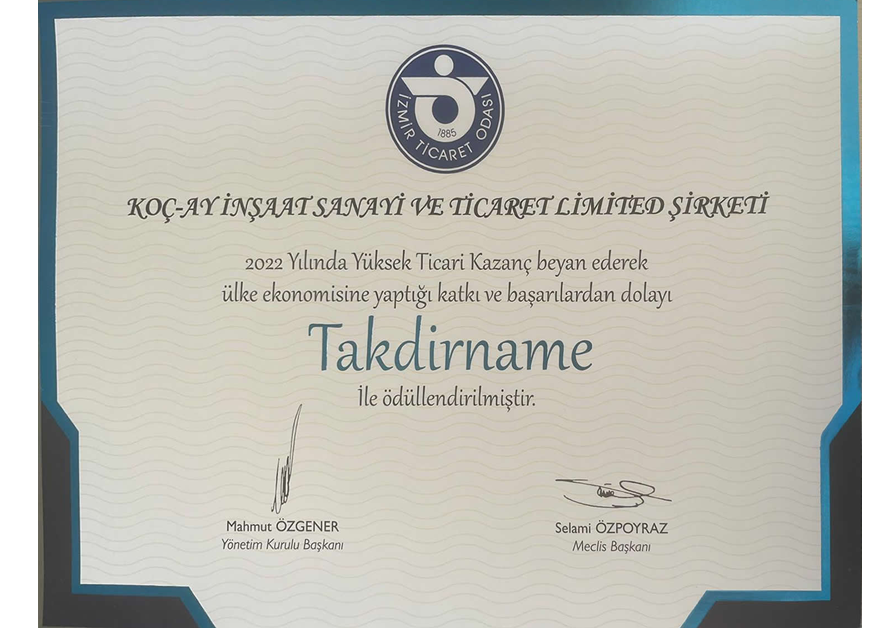 İZMİR TİCARET ODASI
1885
KOÇ-AY İNŞAAT SANAYİ VE TİCARET LİMİTED ŞİRKETİ
2022 Yılında Yüksek Ticari Kazanç beyan ederek
ülke ekonomisine yaptığı katkı ve başarılardan dolayı
Takdirname
İle ödüllendirilmiştir.
Mahmut ÖZGENER
Yönetim Kurulu Başkanı
Selami ÖZPOYRAZ
Meclis Başkanı